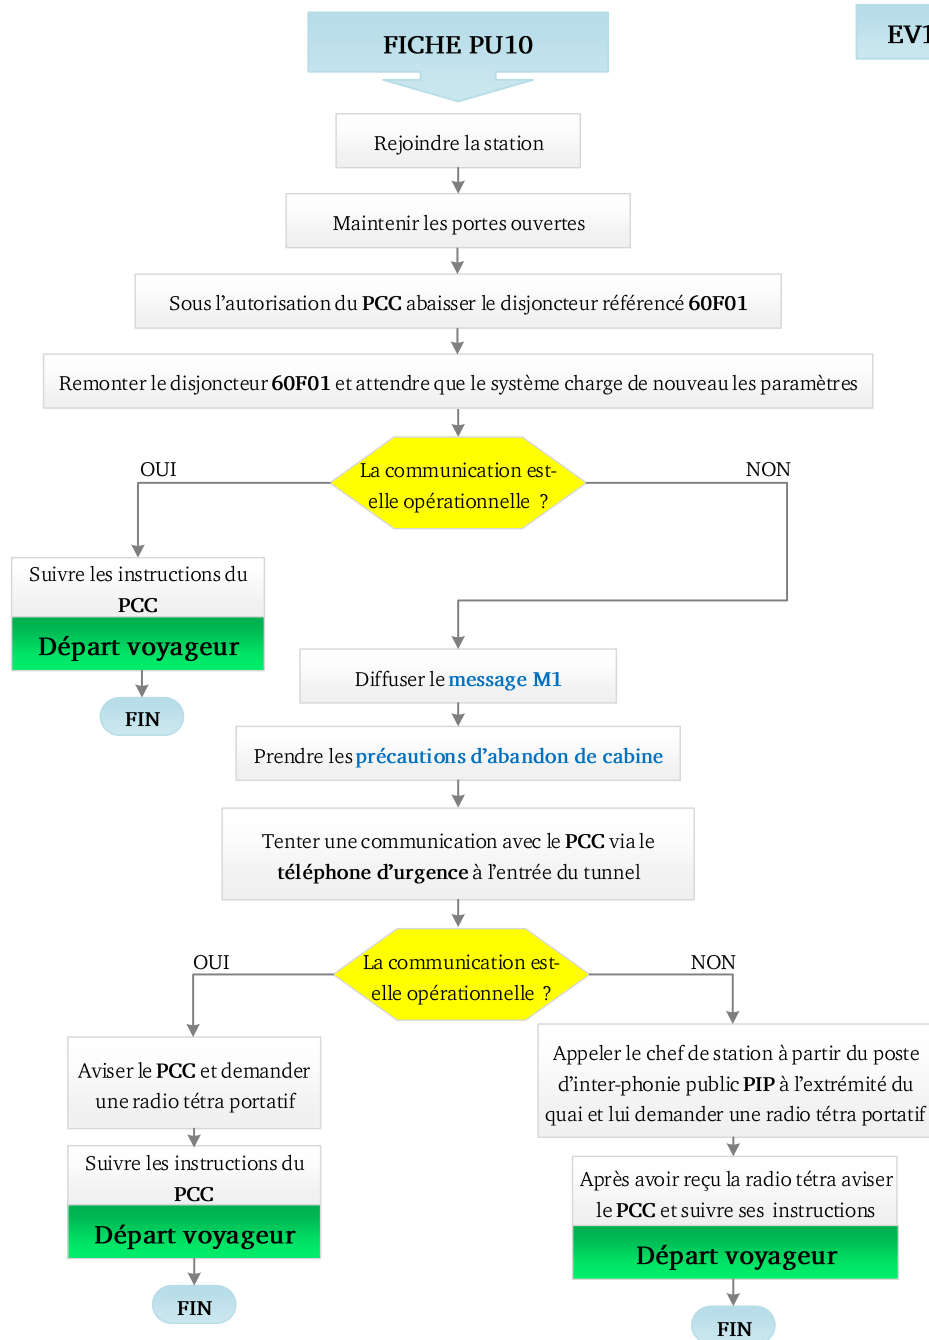 FICHE PU10
EV1
Rejoindre la station
Maintenir les portes ouvertes
Sous l'autorisation du PCC abaisser le disjoncteur référencé 60F01
Remonter le disjoncteur 60F01 et attendre que le système charge de nouveau les paramètres
La communication est-
elle opérationnelle ?
OUI
NON
Suivre les instructions du
PCC
Départ voyageur
FIN
Diffuser le message M1
Prendre les précautions d'abandon de cabine
Tenter une communication avec le PCC via le
téléphone d'urgence à l'entrée du tunnel
La communication est-
elle opérationnelle ?
OUI
NON
Aviser le PCC et demander
une radio tétra portatif
Suivre les instructions du
PCC
Départ voyageur
FIN
Appeler le chef de station à partir du poste
d'inter-phonie public PIP à l'extrémité du
quai et lui demander une radio tétra portatif
Après avoir reçu la radio tétra aviser
le PCC et suivre ses instructions
Départ voyageur
FIN